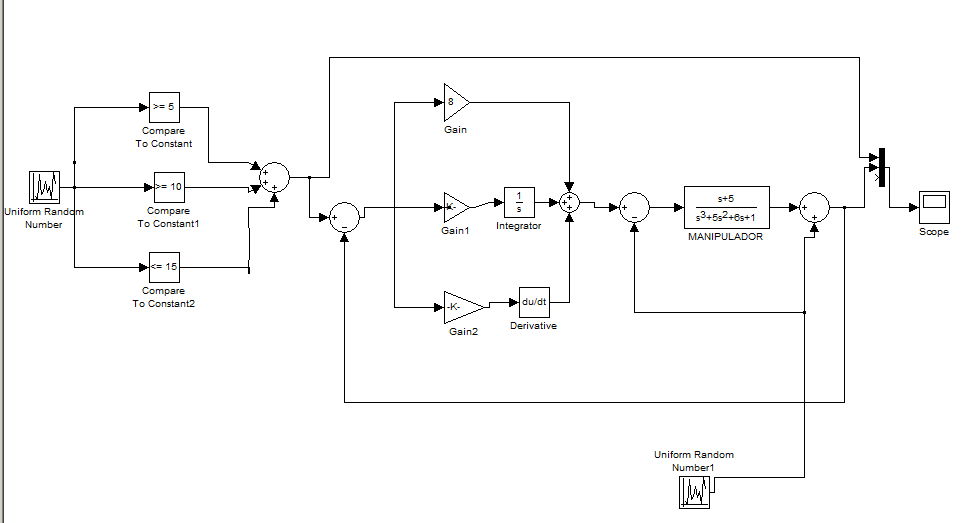 >= 5
Compare
To Constant
Uniform Random
Number
>= 10
Compare
To Constant1
<= 15
Compare
To Constant2
8
Gain
-K-
Gain1
1
s
Integrator
-K-
Gain2
du/dt
Derivative
s+5
s3+5s2+6s+1
MANIPULADOR
Scope
Uniform Random
Number1